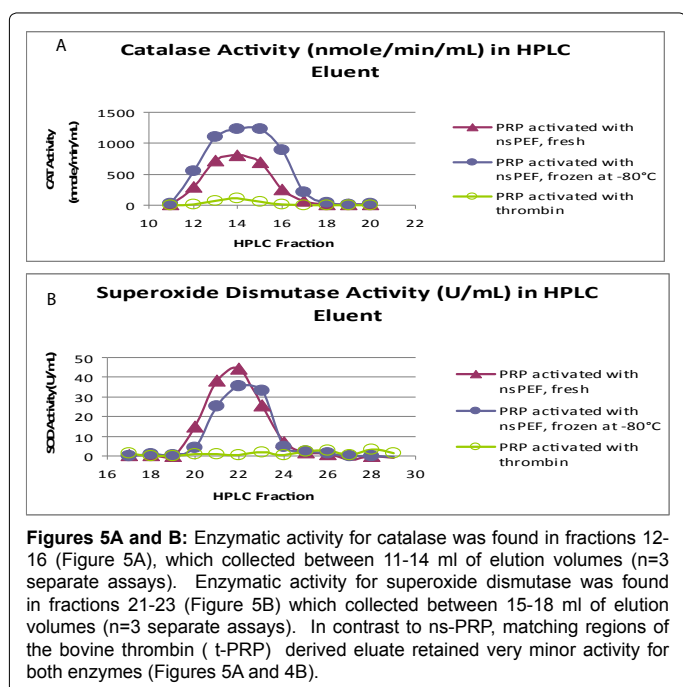 A
Catalase Activity (nmole/min/mL) in HPLC
Eluent
CAT Activity
(nmole/min/mL)
1500
1000
500
0
10 12 14 16 18 20 22
HPLC Fraction
PRP activated with
nsPEF, fresh
PRP activated with
nsPEF, frozen at -80°C
PRP activated with
thrombin
B
Superoxide Dismutase Activity (U/mL) in HPLC
Eluent
SOD Activity (U/mL)
50
40
30
20
10
0
16 18 20 22 24 26 28 30
HPLC Fraction
PRP activated with
nsPEF, fresh
PRP activated with
nsPEF, frozen at -80°C
PRP activated with
thrombin
Figures 5A and B: Enzymatic activity for catalase was found in fractions 12-
16 (Figure 5A), which collected between 11-14 ml of elution volumes (n=3
separate assays). Enzymatic activity for superoxide dismutase was found
in fractions 21-23 (Figure 5B) which collected between 15-18 ml of elution
volumes (n=3 separate assays). In contrast to ns-PRP, matching regions of
the bovine thrombin ( t-PRP) derived eluate retained very minor activity for
both enzymes (Figures 5A and 4B).